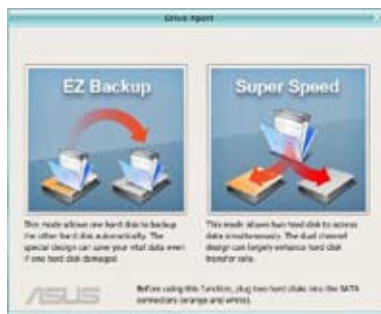 Drive Xpert
EZ Backup
Super Speed
This mode allows one hard disk to backup
the other hard disk automatically. The
special design can save your vital data even
if one hard disk damaged.
This mode allows two hard disk to access
data simultaneously. The dual channel
design can largely enhance hard disk
transfer rate.
ASUS
Before using this function, plug two hard disks into the SATA
connectors (orange and white).